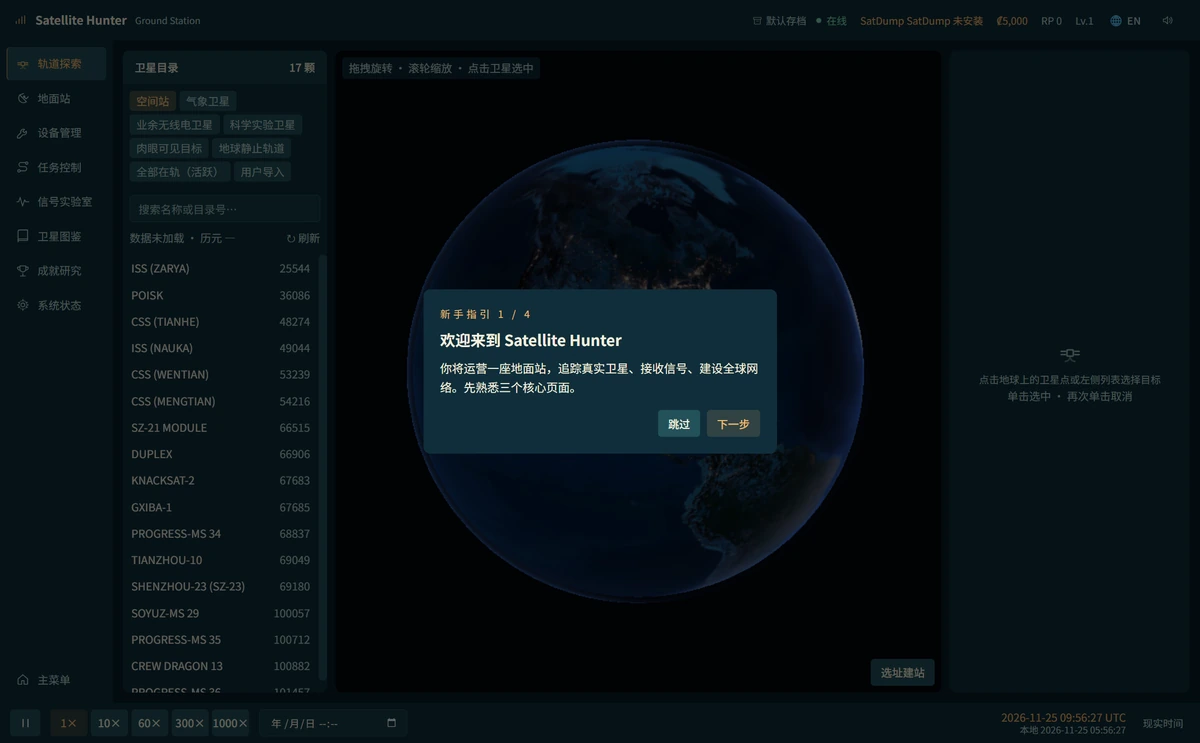 Satellite Hunter Ground Station
默认存档 在线 SatDump SatDump 未安装 ₡5,000 RP 0 Lv.1 EN
轨道探索
地面站
设备管理
任务控制
信号实验室
卫星图鉴
成就研究
系统状态
主菜单
卫星目录 17 颗
空间站 气象卫星
业余无线电卫星 科学实验卫星
肉眼可见目标 地球静止轨道
全部在轨（活跃） 用户导入
搜索名称或目录号…
数据未加载 · 历元 — ↻ 刷新
ISS (ZARYA) 25544
POISK 36086
CSS (TIANHE) 48274
ISS (NAUKA) 49044
CSS (WENTIAN) 53239
CSS (MENGTIAN) 54216
SZ-21 MODULE 66515
DUPLEX 66906
KNACKSAT-2 67683
GXIBA-1 67685
PROGRESS-MS 34 68837
TIANZHOU-10 69049
SHENZHOU-23 (SZ-23) 69180
SOYUZ-MS 29 100057
PROGRESS-MS 35 100712
CREW DRAGON 13 100882
PROGRESS-MS 36 101457
拖拽旋转 · 滚轮缩放 · 点击卫星选中
新手指引 1 / 4
欢迎来到 Satellite Hunter
你将运营一座地面站，追踪真实卫星、接收信号、建设全球网
络。先熟悉三个核心页面。
跳过 下一步
选址建站
点击地球上的卫星点或左侧列表选择目标
单击选中 · 再次单击取消
1× 10× 60× 300× 1000× 年 /月/日 --:--
2026-11-25 09:56:27 UTC
本地 2026-11-25 05:56:27
现实时间